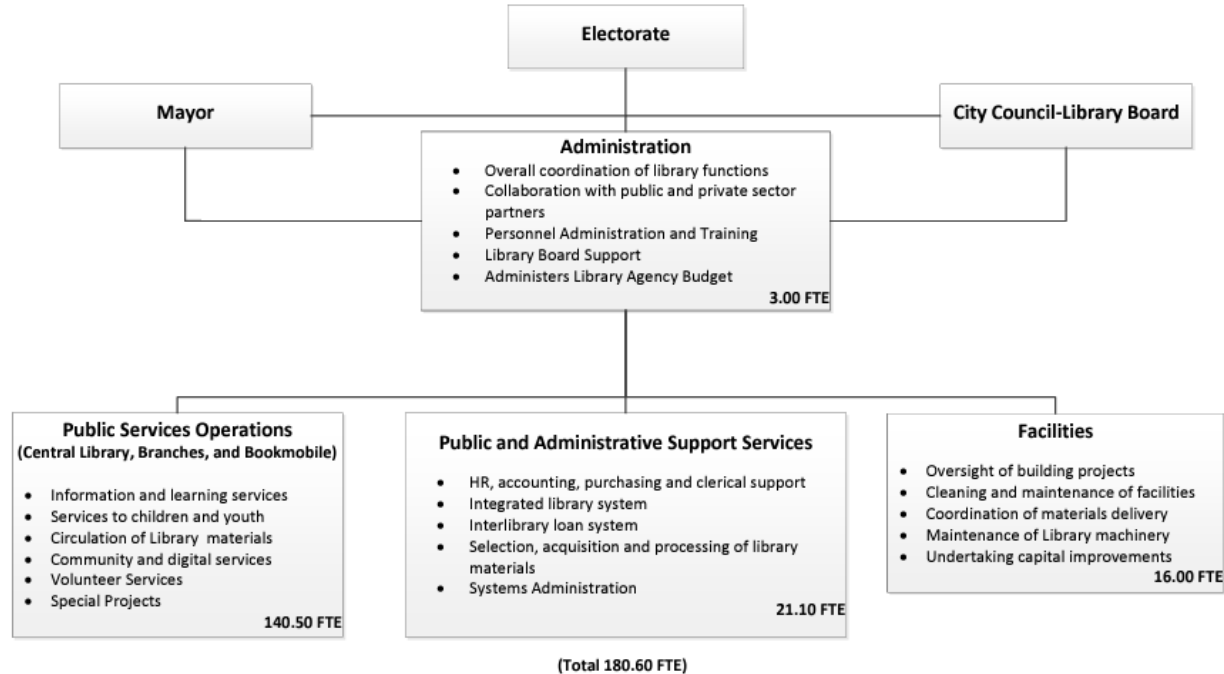 Electorate
Mayor
City Council-Library Board
Administration
• Overall coordination of library functions
• Collaboration with public and private sector
partners
• Personnel Administration and Training
• Library Board Support
• Administers Library Agency Budget
3.00 FTE
Public Services Operations
(Central Library, Branches, and Bookmobile)
• Information and learning services
• Services to children and youth
• Circulation of Library materials
• Community and digital services
• Volunteer Services
• Special Projects
140.50 FTE
Public and Administrative Support Services
• HR, accounting, purchasing and clerical support
• Integrated library system
• Interlibrary loan system
• Selection, acquisition and processing of library
materials
• Systems Administration
21.10 FTE
Facilities
• Oversight of building projects
• Cleaning and maintenance of facilities
• Coordination of materials delivery
• Maintenance of Library machinery
• Undertaking capital improvements
16.00 FTE
(Total 180.60 FTE)